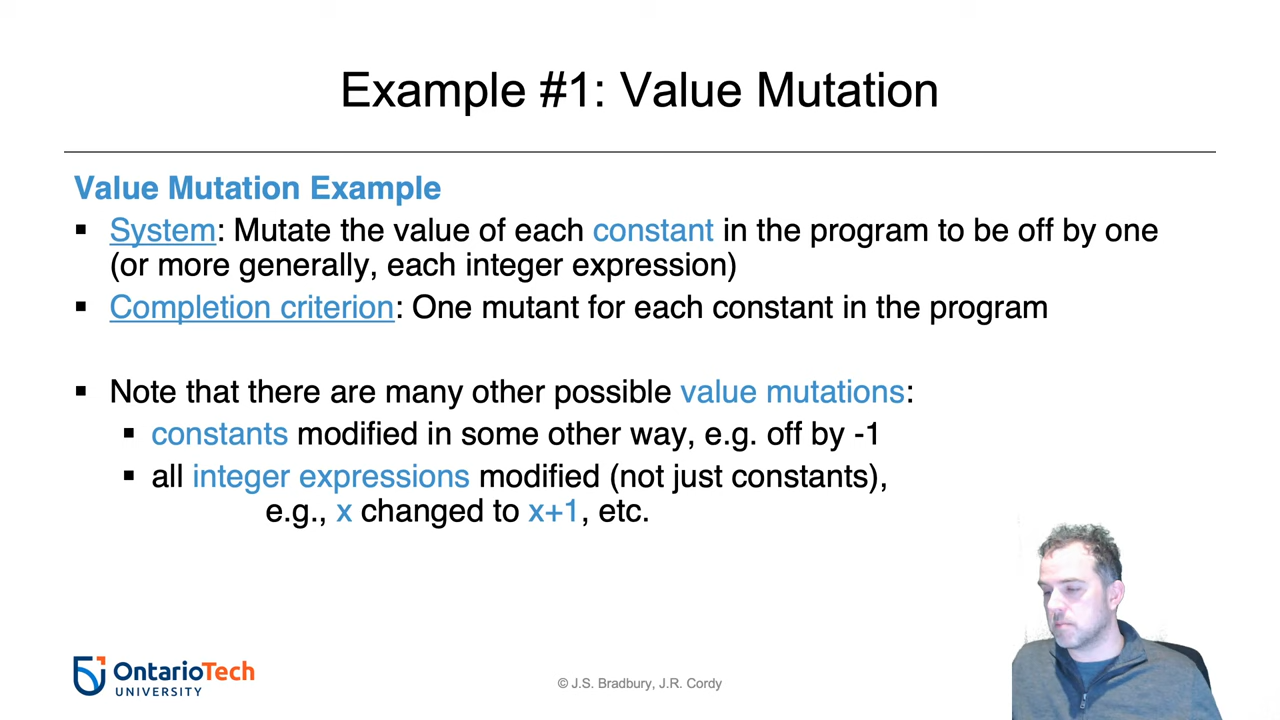 Example #1: Value Mutation
Value Mutation Example
▪ System: Mutate the value of each constant in the program to be off by one
(or more generally, each integer expression)
▪ Completion criterion: One mutant for each constant in the program
▪ Note that there are many other possible value mutations:
▪ constants modified in some other way, e.g. off by -1
▪ all integer expressions modified (not just constants),
e.g., x changed to x+1, etc.
OntarioTech
UNIVERSITY
© J.S. Bradbury, J.R. Cordy